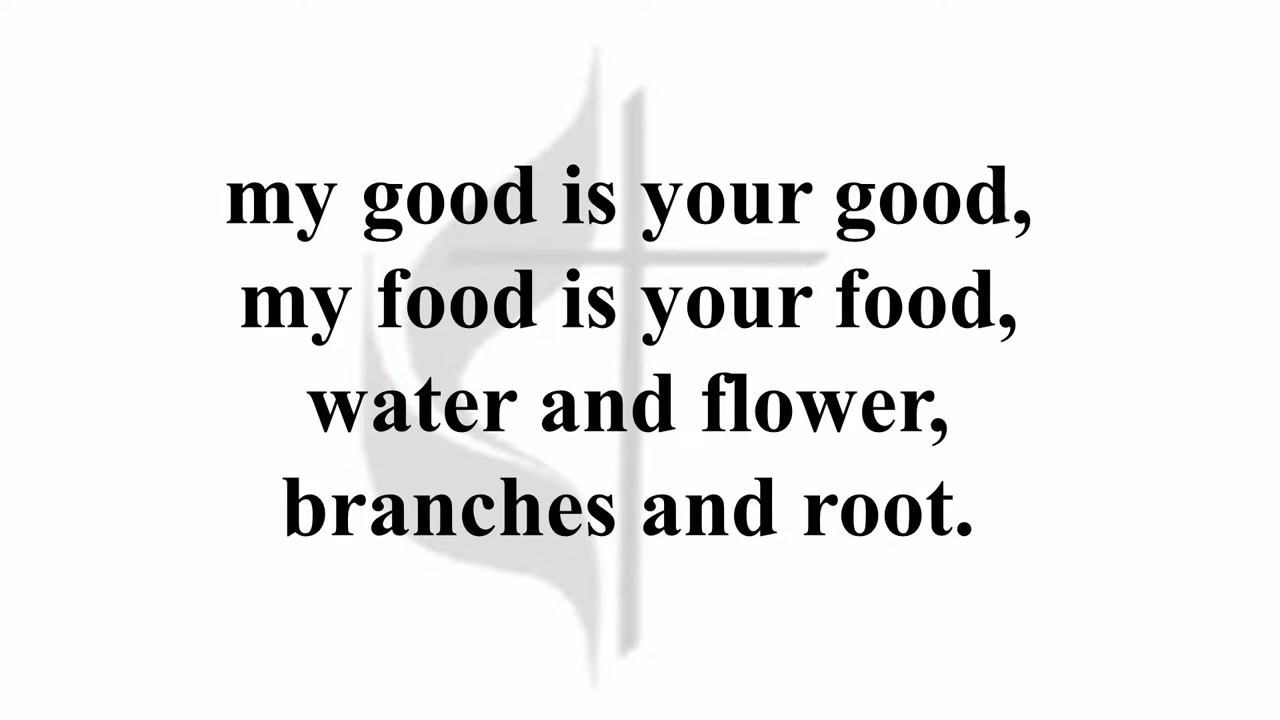 my good is your good,
my food is your food,
water and flower,
branches and root.